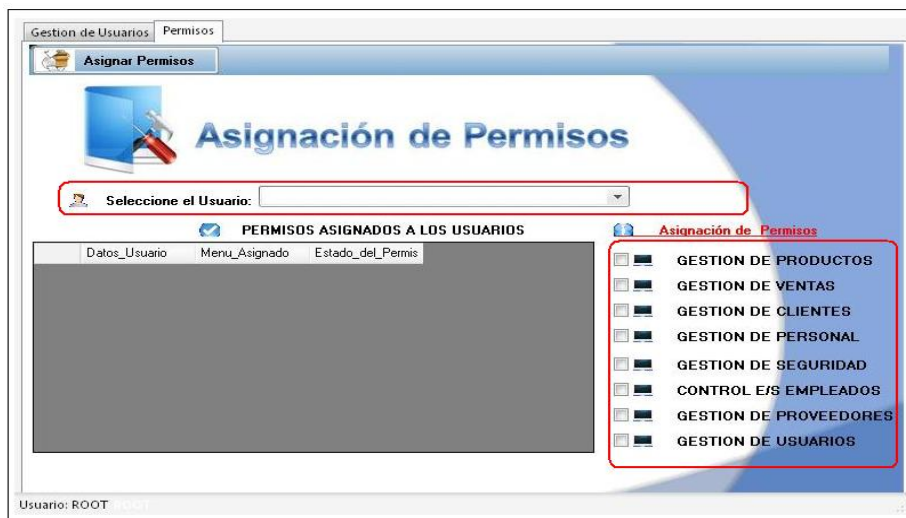 Gestion de Usuarios Permisos
Asignar Permisos
Asignación de Permisos
Seleccione el Usuario:
PERMISOS ASIGNADOS A LOS USUARIOS
Datos_Usuario Menu_Asignado Estado_del_Permis
Asignación de Permisos
GESTION DE PRODUCTOS
GESTION DE VENTAS
GESTION DE CLIENTES
GESTION DE PERSONAL
GESTION DE SEGURIDAD
CONTROL E/S EMPLEADOS
GESTION DE PROVEEDORES
GESTION DE USUARIOS
Usuario: ROOT ROOT